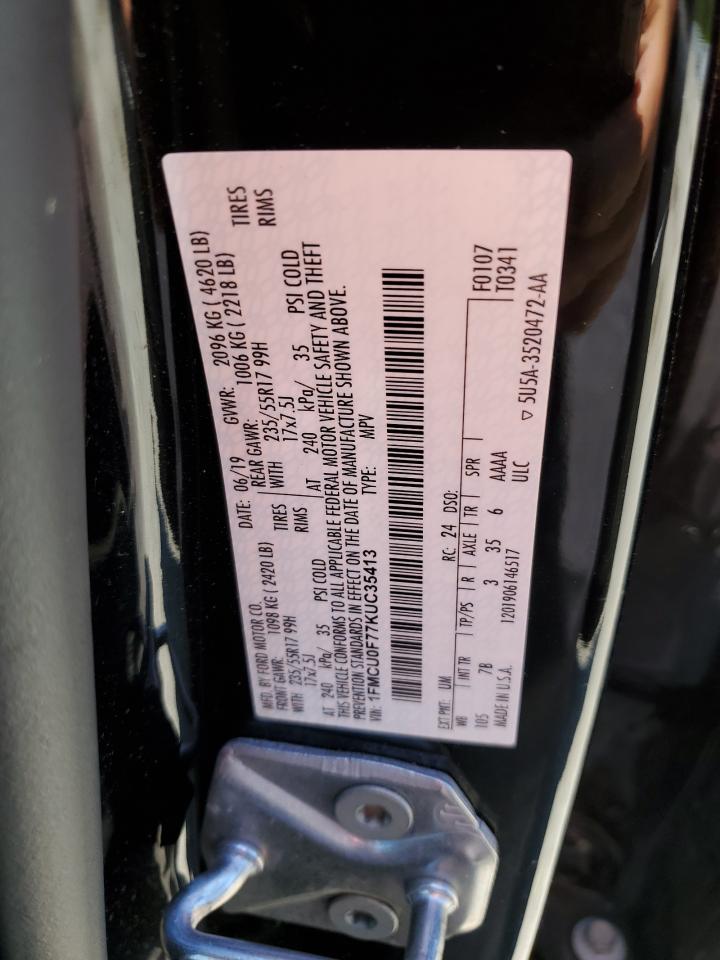 MFD. BY FORD MOTOR CO. DATE: 06/19 GVWR: 2096 KG ( 4620 LB)
FRONT GAWR: 1098 KG ( 2420 LB) REAR GAWR: 1006 KG ( 2218 LB)
WITH 235/55R17 99H TIRES WITH 235/55R17 99H TIRES
17x7.5J RIMS 17x7.5J RIMS
AT 240 kPa/ 35 PSI COLD AT 240 kPa/ 35 PSI COLD
THIS VEHICLE CONFORMS TO ALL APPLICABLE FEDERAL MOTOR VEHICLE SAFETY AND THEFT
PREVENTION STANDARDS IN EFFECT ON THE DATE OF MANUFACTURE SHOWN ABOVE.
VIN: 1FMCU0F77KUC35413 TYPE: MPV
EXT PNT: UM RC: 24 DSO: F0107
WB INT TR TP/PS R AXLE TR SPR T0341
105 7B 3 35 6 AAAA
MADE IN U.S.A. 1201906146517 ULC ▽ 5U5A-3520472-AA